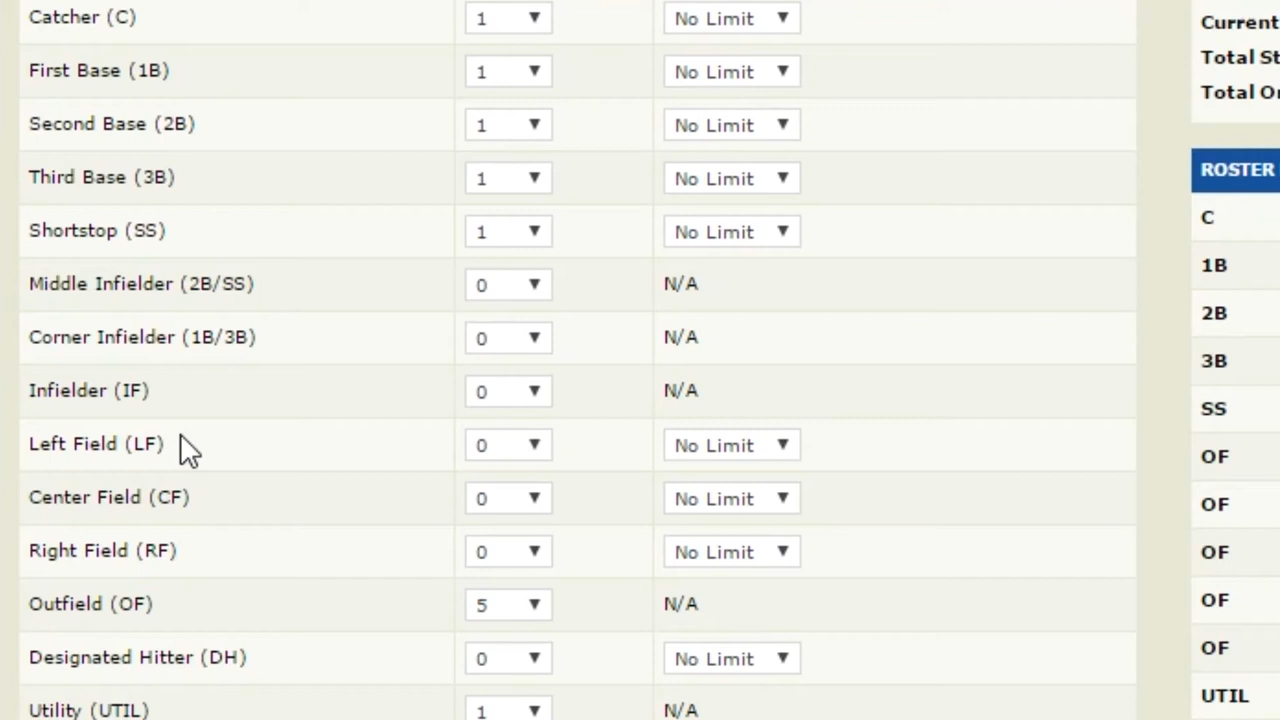 Catcher (C) 1 No Limit
First Base (1B) 1 No Limit
Second Base (2B) 1 No Limit
Third Base (3B) 1 No Limit
Shortstop (SS) 1 No Limit
Middle Infielder (2B/SS) 0 N/A
Corner Infielder (1B/3B) 0 N/A
Infielder (IF) 0 N/A
Left Field (LF) 0 No Limit
Center Field (CF) 0 No Limit
Right Field (RF) 0 No Limit
Outfield (OF) 5 N/A
Designated Hitter (DH) 0 No Limit
Utility (UTIL) 1 N/A
Current
Total St
Total O
ROSTER
C
1B
2B
3B
SS
OF
OF
OF
OF
OF
UTIL